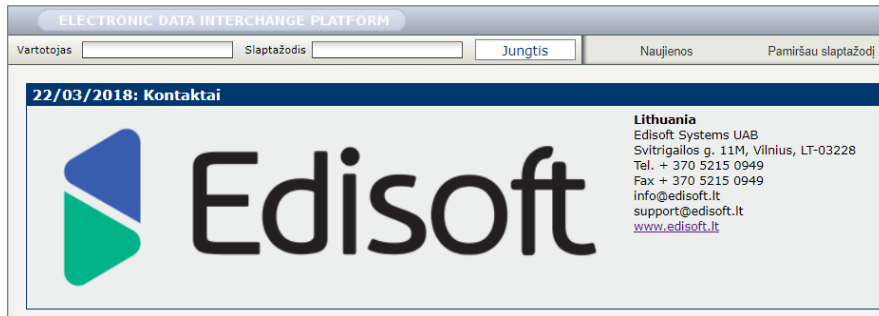 ELECTRONIC DATA INTERCHANGE PLATFORM
Vartotojas Slaptažodis Jungtis Naujienos Pamiršau slaptažodį
22/03/2018: Kontaktai
Edisoft
Lithuania
Edisoft Systems UAB
Svitrigailos g. 11M, Vilnius, LT-03228
Tel. + 370 5215 0949
Fax + 370 5215 0949
info@edisoft.lt
support@edisoft.lt
www.edisoft.lt